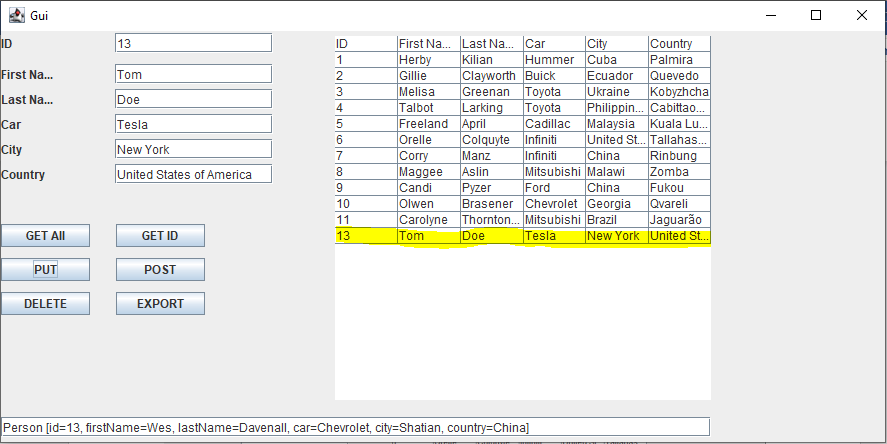 Gui
ID 13
First Na... Tom
Last Na... Doe
Car Tesla
City New York
Country United States of America
GET All GET ID
PUT POST
DELETE EXPORT
ID First Na... Last Na... Car City Country
1 Herby Kilian Hummer Cuba Palmira
2 Gillie Clayworth Buick Ecuador Quevedo
3 Melisa Greenan Toyota Ukraine Kobyzhcha
4 Talbot Larking Toyota Philippin... Cabittao...
5 Freeland April Cadillac Malaysia Kuala Lu...
6 Orelle Colquyte Infiniti United St... Tallahas...
7 Corry Manz Infiniti China Rinbung
8 Maggee Aslin Mitsubishi Malawi Zomba
9 Candi Pyzer Ford China Fukou
10 Olwen Brasener Chevrolet Georgia Qvareli
11 Carolyne Thornton... Mitsubishi Brazil Jaguarão
13 Tom Doe Tesla New York United St...
Person [id=13, firstName=Wes, lastName=Davenall, car=Chevrolet, city=Shatian, country=China]